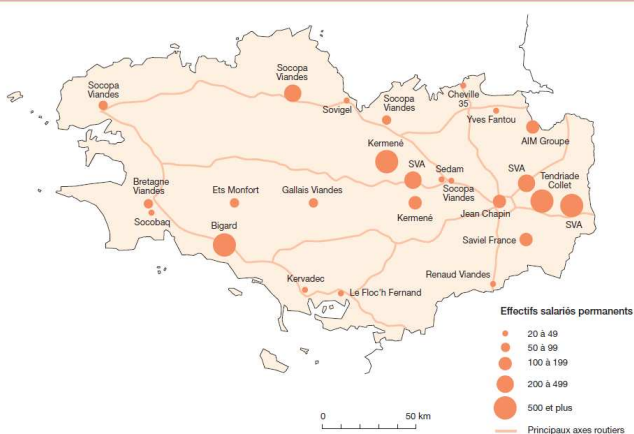 Socopa
Viandes
Socopa
Viandes
Sovigel
Socopa
Viandes
Cheville
35
Yves Fantou
AIM Groupe
Kermené
SVA
Sedam
Socopa
Viandes
SVA
Tendriade
Collet
Bretagne
Viandes
Socobaq
Ets Monfort
Gallais Viandes
Kermené
Jean Chapin
SVA
Bigard
Saviel France
Kervadec
Le Floc'h Fernand
Renaud Viandes
Effectifs salariés permanents
20 à 49
50 à 99
100 à 199
200 à 499
500 et plus
Principaux axes routiers
0 50 km